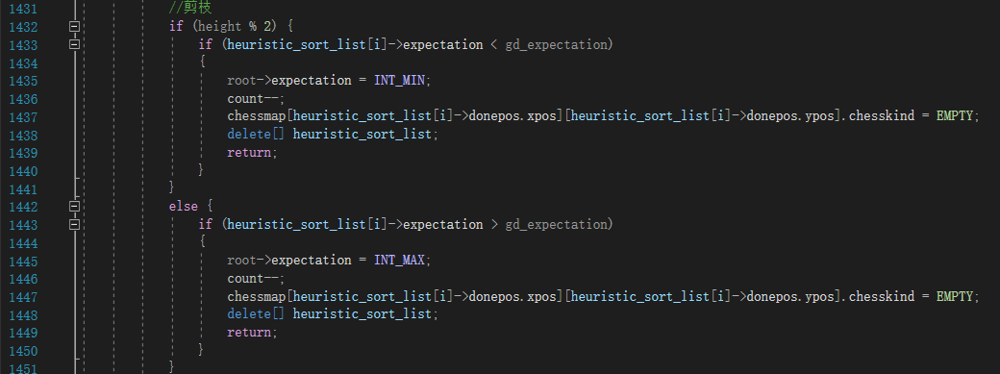 1431 //剪枝
1432 if (height % 2) {
1433 if (heuristic_sort_list[i]->expectation < gd_expectation)
1434 {
1435 root->expectation = INT_MIN;
1436 count--;
1437 chessmap[heuristic_sort_list[i]->donepos.xpos][heuristic_sort_list[i]->donepos.ypos].chesskind = EMPTY;
1438 delete[] heuristic_sort_list;
1439 return;
1440 }
1441 }
1442 else {
1443 if (heuristic_sort_list[i]->expectation > gd_expectation)
1444 {
1445 root->expectation = INT_MAX;
1446 count--;
1447 chessmap[heuristic_sort_list[i]->donepos.xpos][heuristic_sort_list[i]->donepos.ypos].chesskind = EMPTY;
1448 delete[] heuristic_sort_list;
1449 return;
1450 }
1451 }